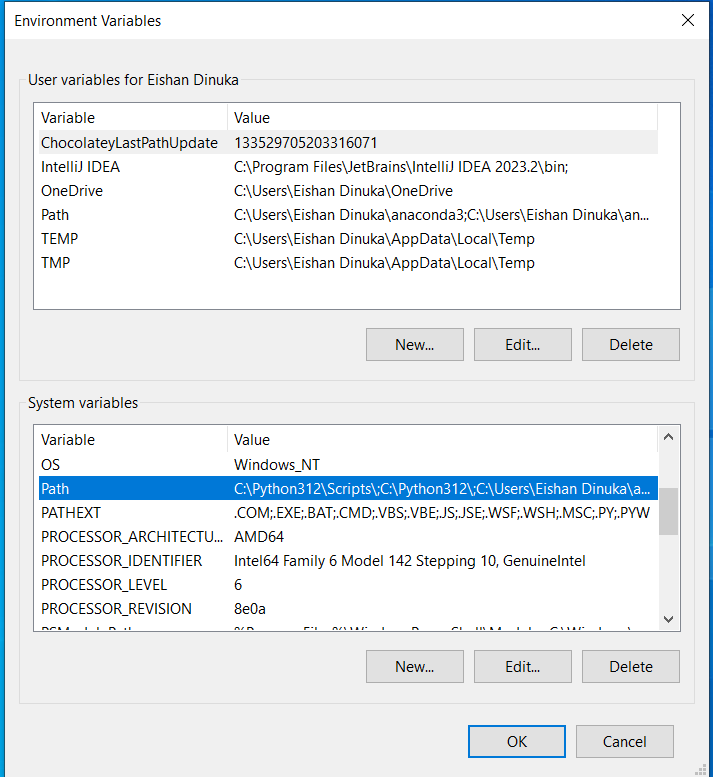 Environment Variables
User variables for Eishan Dinuka
Variable Value
ChocolateyLastPathUpdate 133529705203316071
IntelliJ IDEA C:\Program Files\JetBrains\IntelliJ IDEA 2023.2\bin;
OneDrive C:\Users\Eishan Dinuka\OneDrive
Path C:\Users\Eishan Dinuka\anaconda3;C:\Users\Eishan Dinuka\an...
TEMP C:\Users\Eishan Dinuka\AppData\Local\Temp
TMP C:\Users\Eishan Dinuka\AppData\Local\Temp
New... Edit... Delete
System variables
Variable Value
OS Windows_NT
Path C:\Python312\Scripts\;C:\Python312\;C:\Users\Eishan Dinuka\a...
PATHEXT .COM;.EXE;.BAT;.CMD;.VBS;.VBE;.JS;.JSE;.WSF;.WSH;.MSC;.PY;.PYW
PROCESSOR_ARCHITECTU... AMD64
PROCESSOR_IDENTIFIER Intel64 Family 6 Model 142 Stepping 10, GenuineIntel
PROCESSOR_LEVEL 6
PROCESSOR_REVISION 8e0a
New... Edit... Delete
OK Cancel